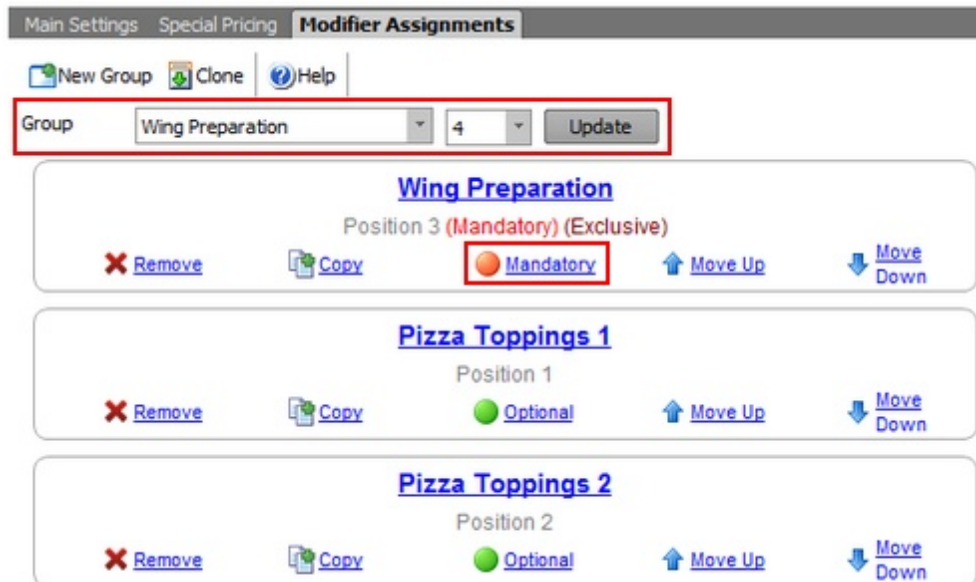 Main Settings Special Pricing Modifier Assignments
New Group Clone Help
Group Wing Preparation 4 Update
Wing Preparation
Position 3 (Mandatory) (Exclusive)
Remove Copy Mandatory Move Up Move Down
Pizza Toppings 1
Position 1
Remove Copy Optional Move Up Move Down
Pizza Toppings 2
Position 2
Remove Copy Optional Move Up Move Down